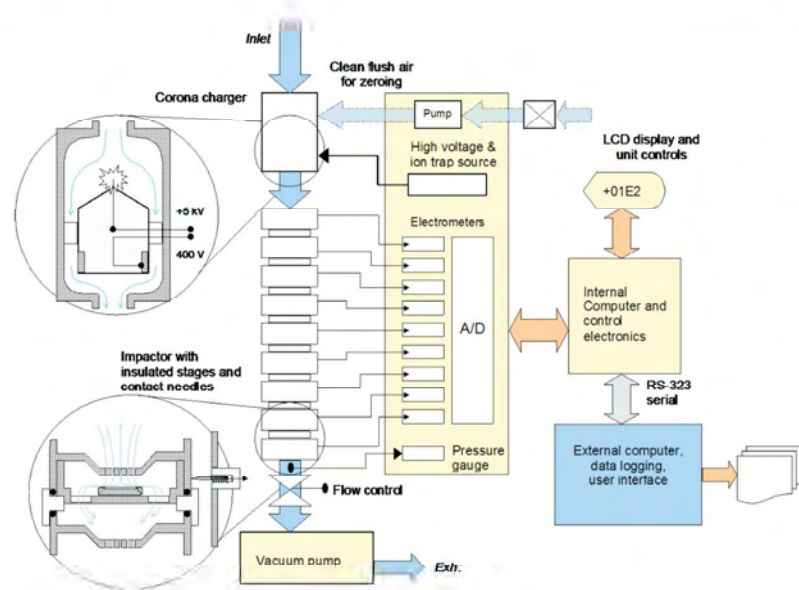 Inlet
Clean flush air
for zeroing
Corona charger
Pump
High voltage &
ion trap source
LCD display and
unit controls
+01E2
+5 kV
400 V
Electrometers
A/D
Internal
Computer and
control
electronics
Impactor with
insulated stages and
contact needles
RS-323
serial
Pressure
gauge
External computer,
data logging,
user interface
Flow control
Vacuum pump
Exh.